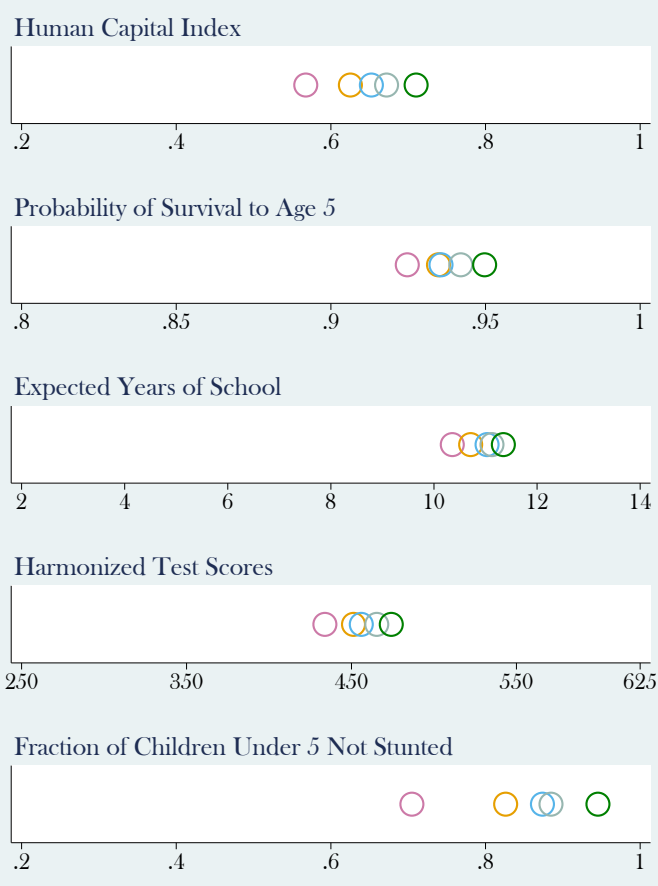 Human Capital Index
.2 .4 .6 .8 1
Probability of Survival to Age 5
.8 .85 .9 .95 1
Expected Years of School
2 4 6 8 10 12 14
Harmonized Test Scores
250 350 450 550 625
Fraction of Children Under 5 Not Stunted
.2 .4 .6 .8 1